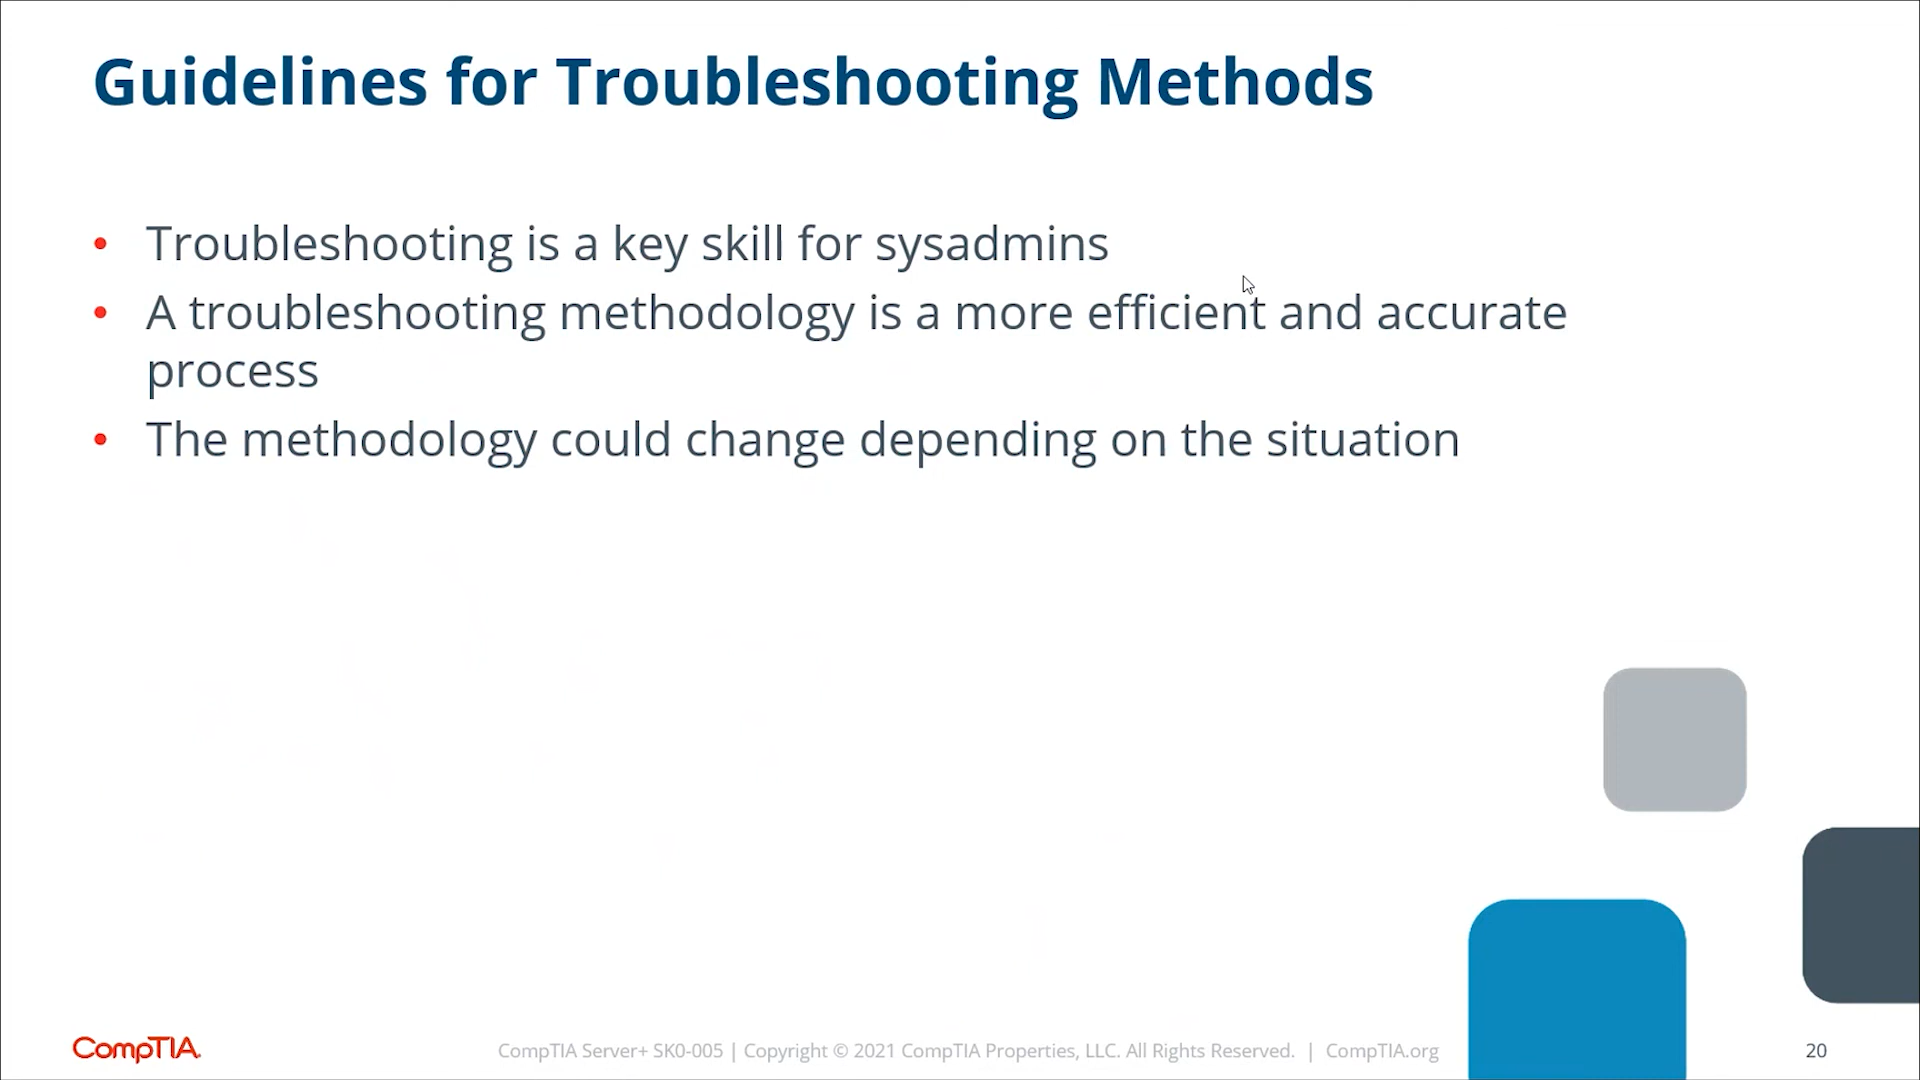 Guidelines for Troubleshooting Methods
• Troubleshooting is a key skill for sysadmins
• A troubleshooting methodology is a more efficient and accurate
process
• The methodology could change depending on the situation
CompTIA.
CompTIA Server+ SK0-005 | Copyright © 2021 CompTIA Properties, LLC. All Rights Reserved. | CompTIA.org
20